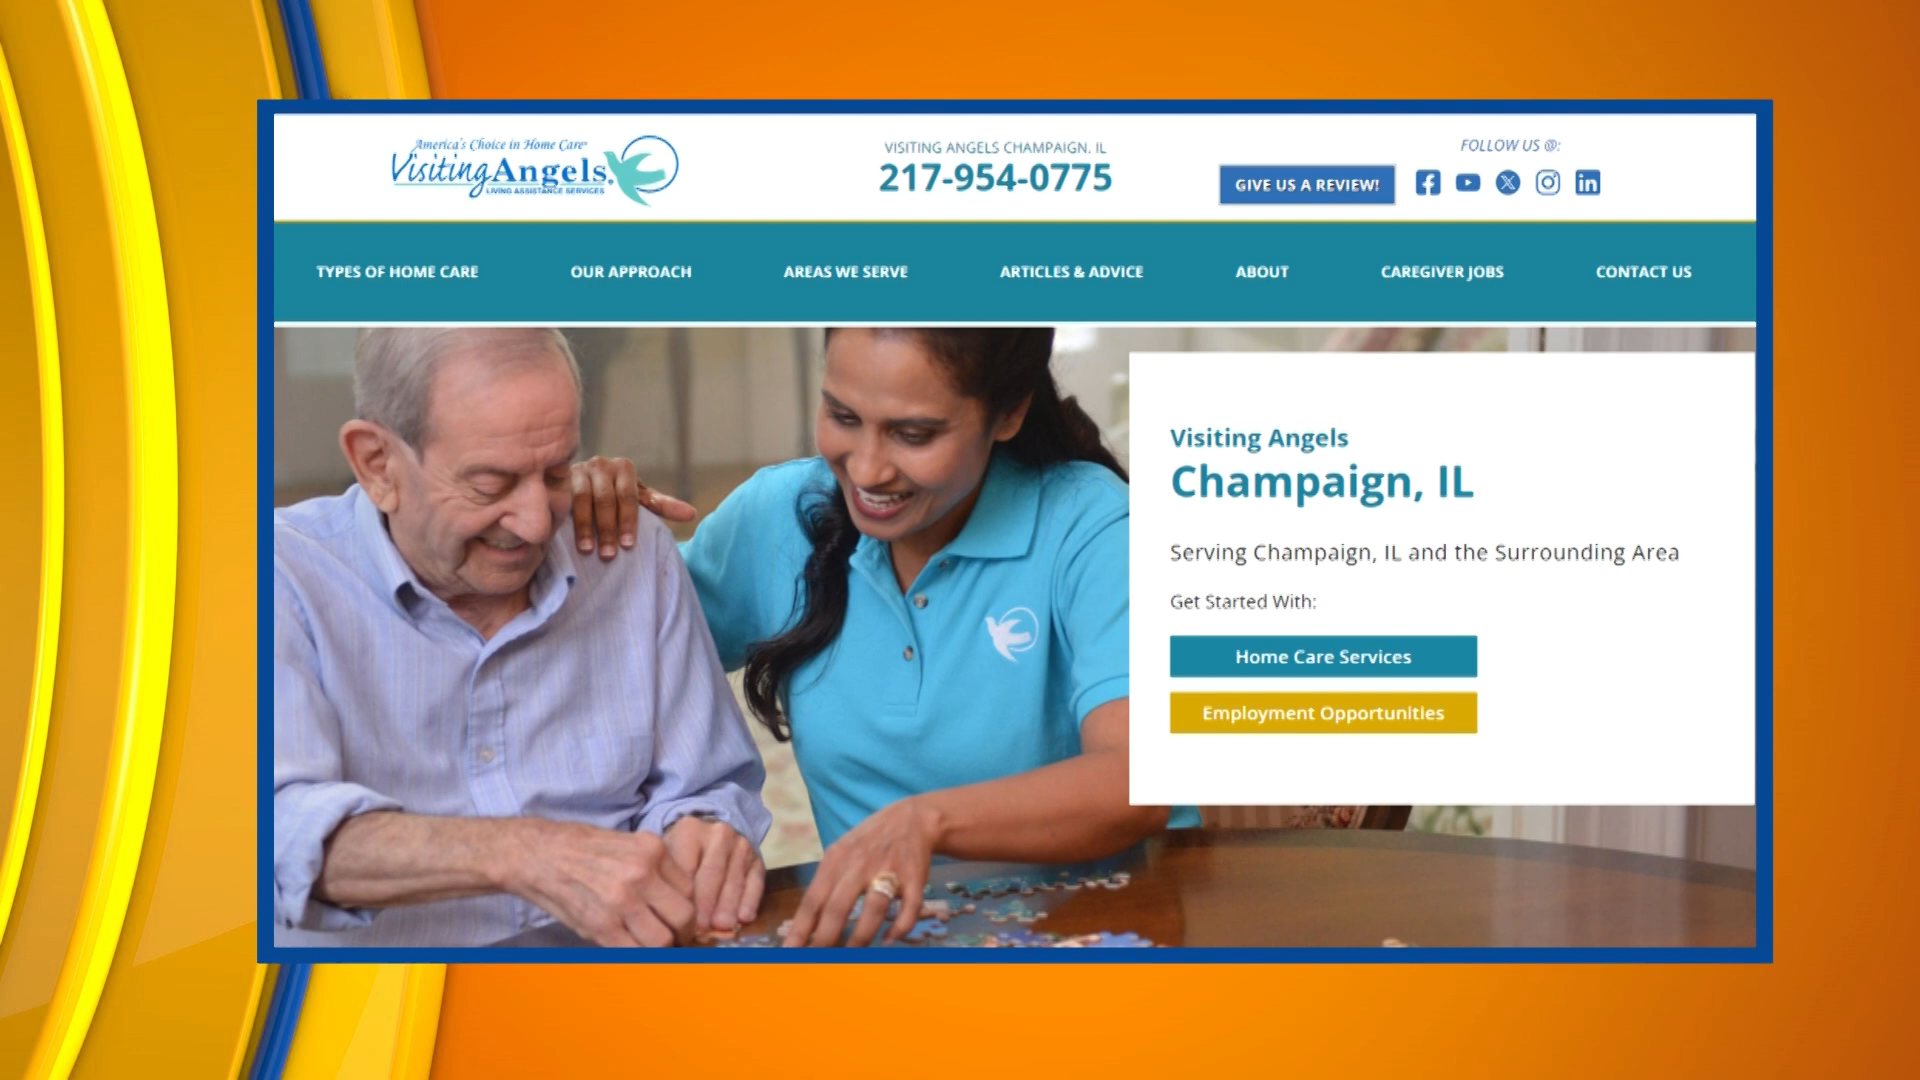 America's Choice in Home Care®
Visiting Angels®
LIVING ASSISTANCE SERVICES
VISITING ANGELS CHAMPAIGN, IL
217-954-0775
GIVE US A REVIEW!
FOLLOW US @:
TYPES OF HOME CARE
OUR APPROACH
AREAS WE SERVE
ARTICLES & ADVICE
ABOUT
CAREGIVER JOBS
CONTACT US
Visiting Angels
Champaign, IL
Serving Champaign, IL and the Surrounding Area
Get Started With:
Home Care Services
Employment Opportunities